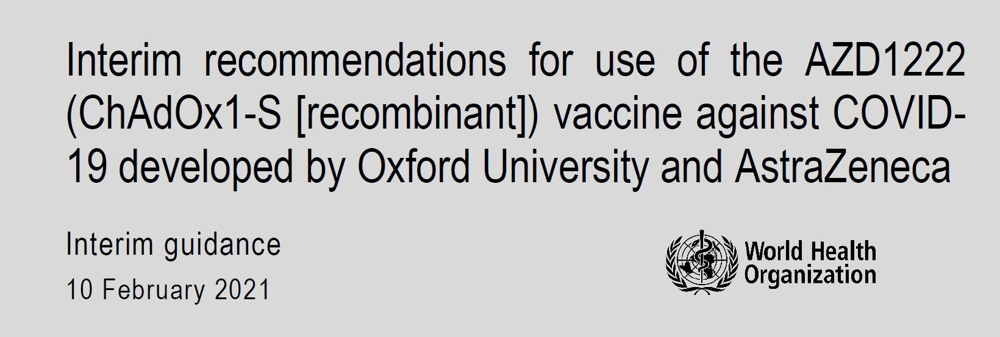 Interim recommendations for use of the AZD1222
(ChAdOx1-S [recombinant]) vaccine against COVID-
19 developed by Oxford University and AstraZeneca
Interim guidance
10 February 2021
World Health
Organization